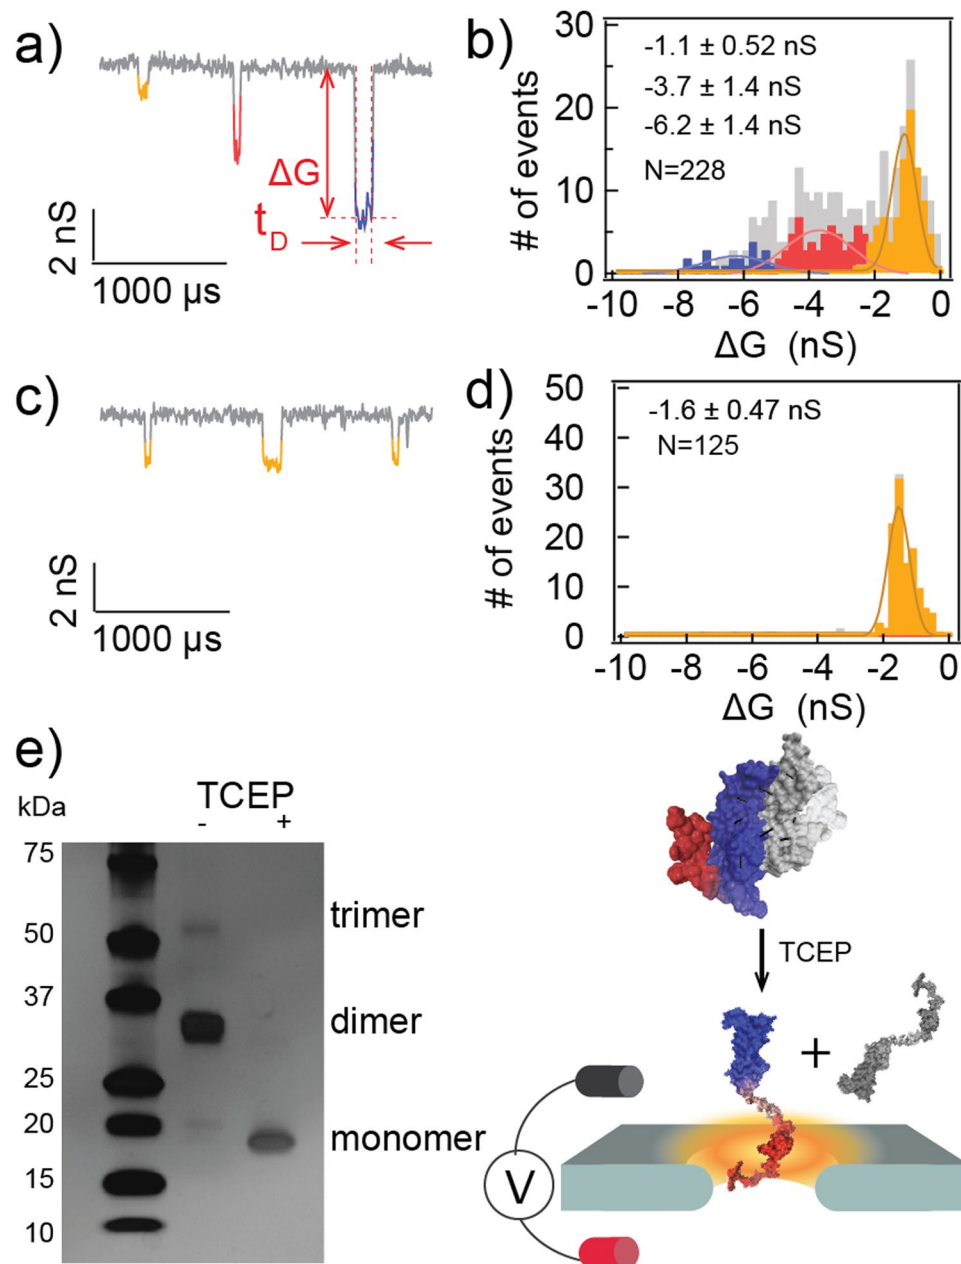 a)
ΔG
t_D
2 nS
1000 µs
b)
30
20
10
0
# of events
-1.1 ± 0.52 nS
-3.7 ± 1.4 nS
-6.2 ± 1.4 nS
N=228
-10 -8 -6 -4 -2 0
ΔG (nS)
c)
2 nS
1000 µs
d)
50
40
30
20
10
0
# of events
-1.6 ± 0.47 nS
N=125
-10 -8 -6 -4 -2 0
ΔG (nS)
e)
kDa
TCEP
- +
75
50
37
25
20
15
10
trimer
dimer
monomer
TCEP
+
V